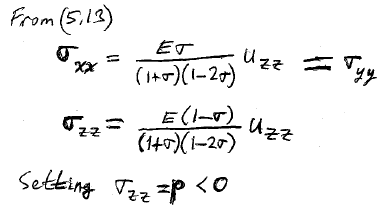 From (5,13)
σxx = Eσ / (1+σ)(1-2σ) Uzz = σyy
σzz = E(1-σ) / (1+σ)(1-2σ) Uzz
Setting σzz = p < 0